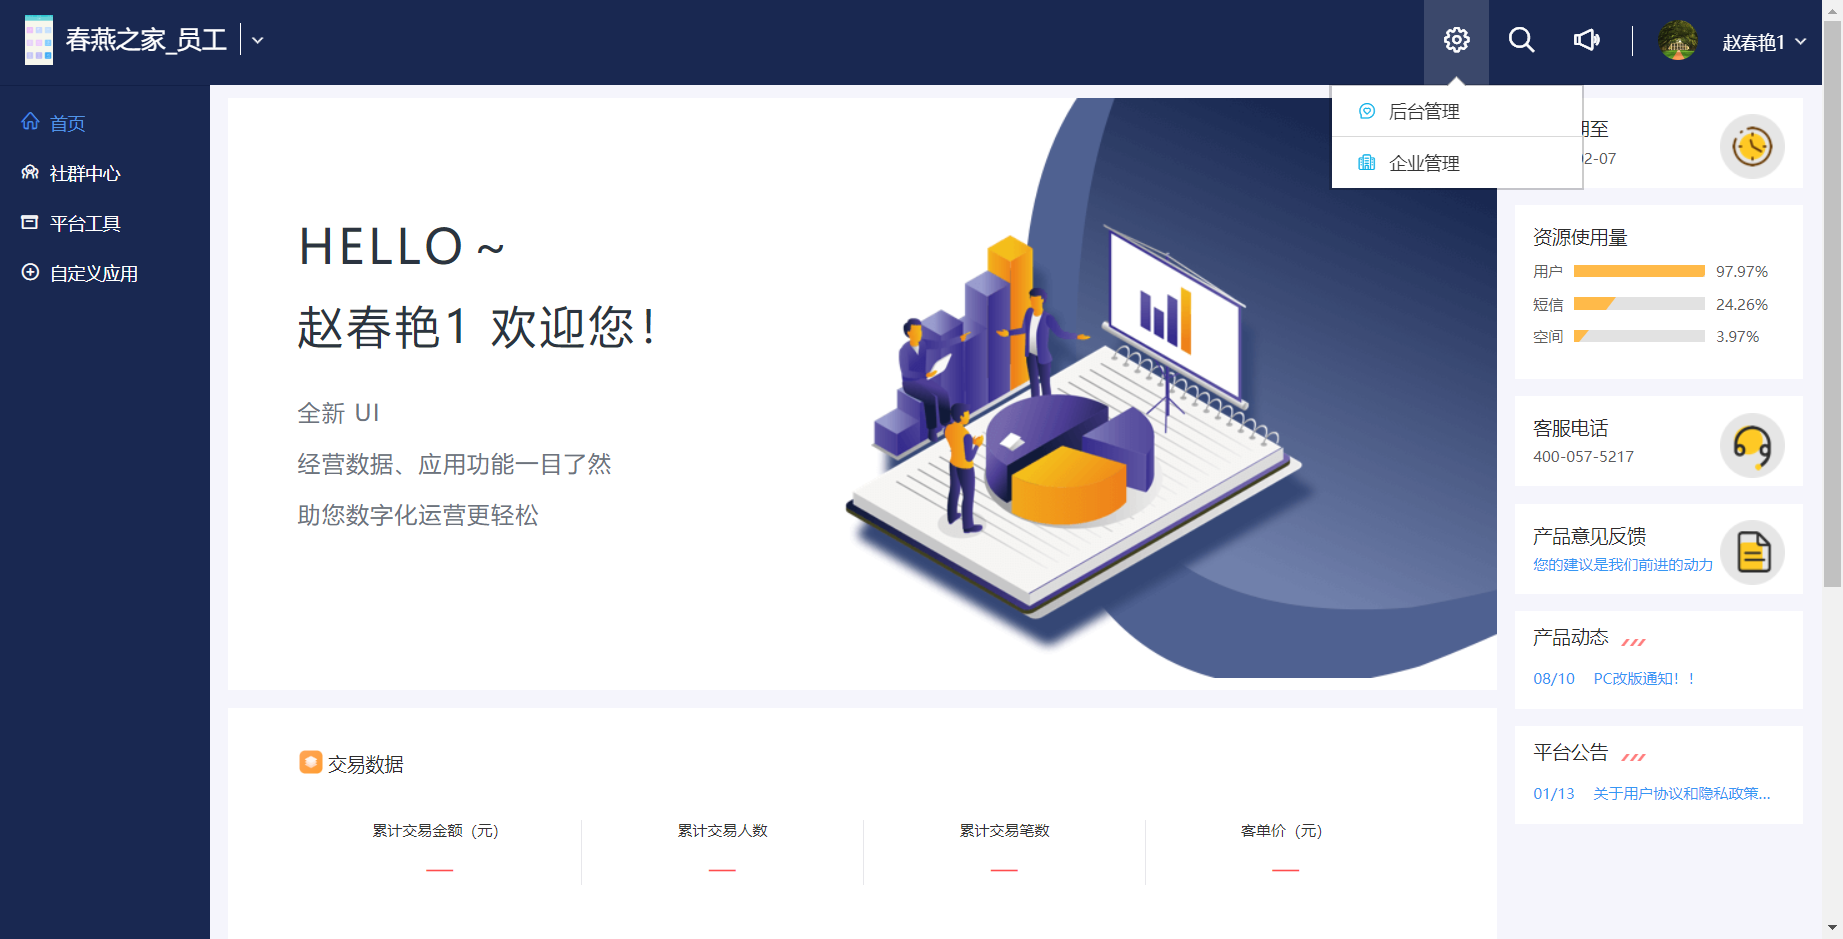 春燕之家_员工
赵春艳1
首页
社群中心
平台工具
自定义应用
后台管理
企业管理
HELLO ~
赵春艳1 欢迎您！
全新 UI
经营数据、应用功能一目了然
助您数字化运营更轻松
期至
02-07
资源使用量
用户 97.97%
短信 24.26%
空间 3.97%
客服电话
400-057-5217
产品意见反馈
您的建议是我们前进的动力
产品动态
08/10 PC改版通知！！
平台公告
01/13 关于用户协议和隐私政策...
交易数据
累计交易金额（元）
累计交易人数
累计交易笔数
客单价（元）